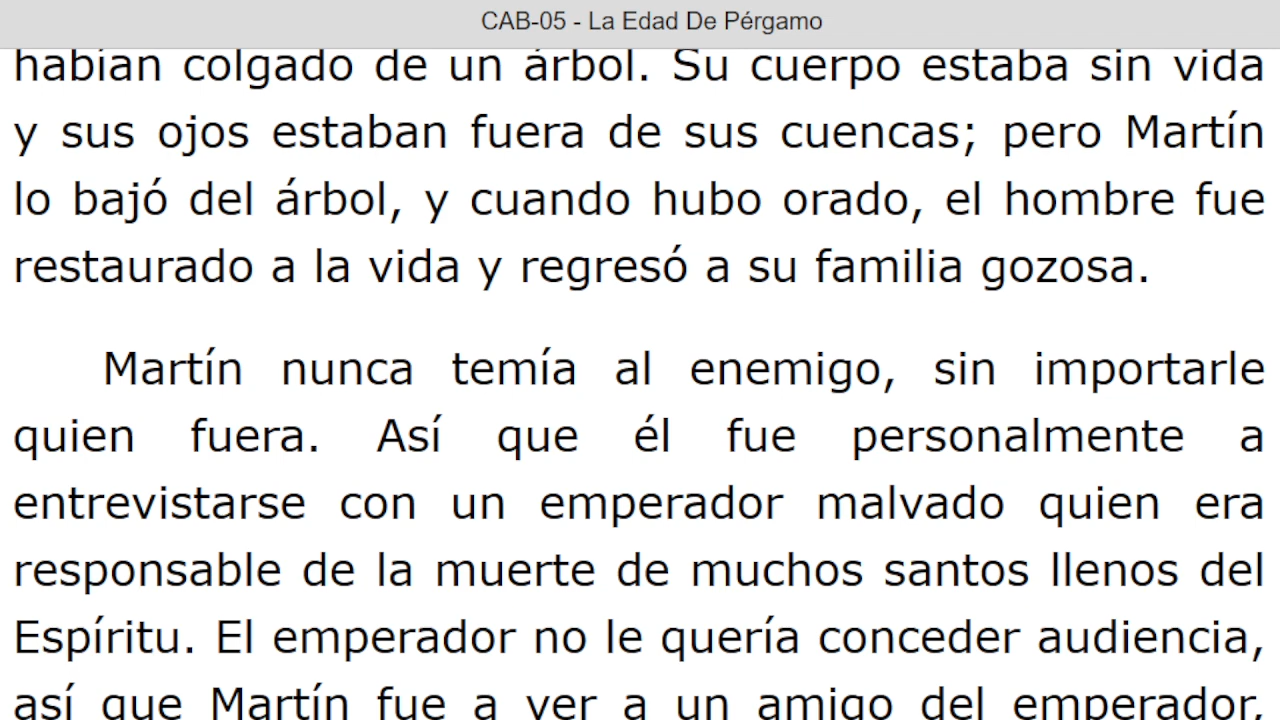 CAB-05 - La Edad De Pérgamo
habían colgado de un árbol. Su cuerpo estaba sin vida
y sus ojos estaban fuera de sus cuencas; pero Martín
lo bajó del árbol, y cuando hubo orado, el hombre fue
restaurado a la vida y regresó a su familia gozosa.
Martín nunca temía al enemigo, sin importarle
quien fuera. Así que él fue personalmente a
entrevistarse con un emperador malvado quien era
responsable de la muerte de muchos santos llenos del
Espíritu. El emperador no le quería conceder audiencia,
así que Martín fue a ver a un amigo del emperador,